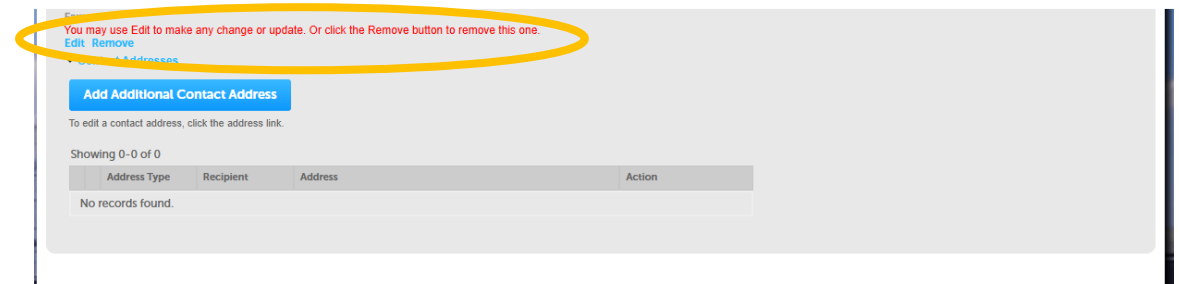 You may use Edit to make any change or update. Or click the Remove button to remove this one.
Edit Remove
Contact Addresses
Add Additional Contact Address
To edit a contact address, click the address link.
Showing 0-0 of 0
Address Type Recipient Address Action
No records found.